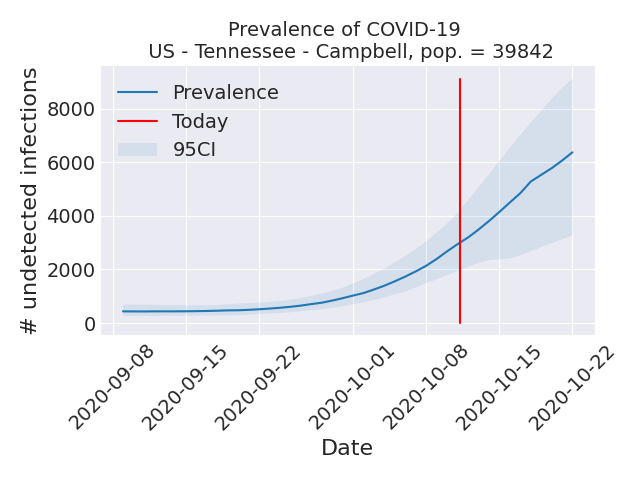 Prevalence of COVID-19
US - Tennessee - Campbell, pop. = 39842
Prevalence
Today
95CI
# undetected infections
8000
6000
4000
2000
0
2020-09-08
2020-09-15
2020-09-22
2020-10-01
2020-10-08
2020-10-15
2020-10-22
Date